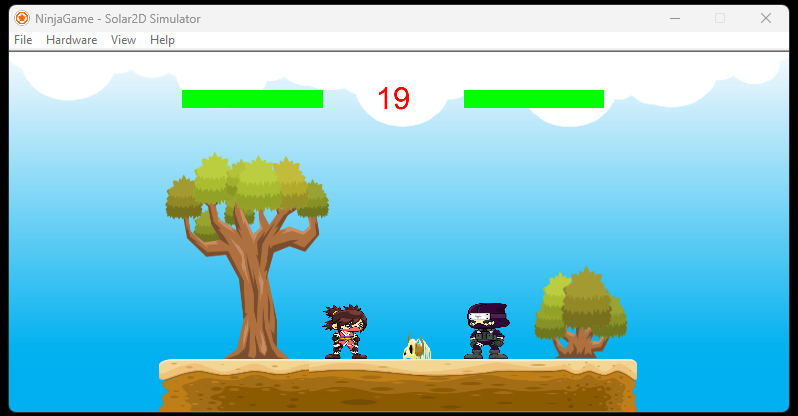 NinjaGame - Solar2D Simulator
File Hardware View Help
19